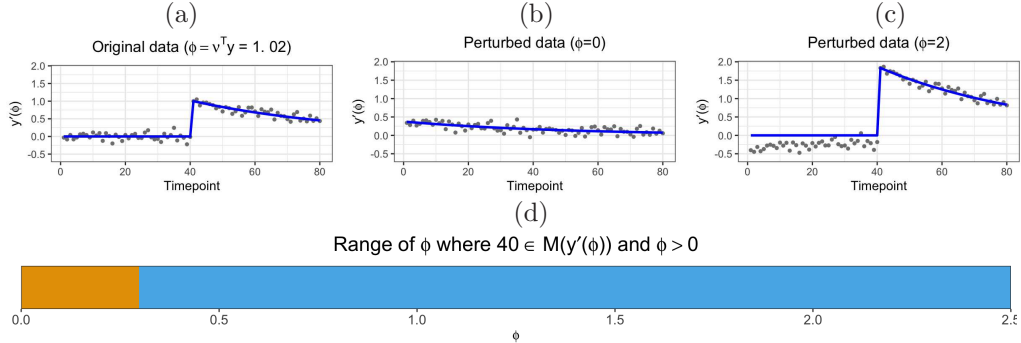 (a)
(b)
(c)
Original data (ϕ = νᵀy = 1. 02)
Perturbed data (ϕ=0)
Perturbed data (ϕ=2)
2.0
1.5
1.0
0.5
0.0
-0.5
y′(ϕ)
0 20 40 60 80
Timepoint
2.0
1.5
1.0
0.5
0.0
-0.5
y′(ϕ)
0 20 40 60 80
Timepoint
2.0
1.5
1.0
0.5
0.0
-0.5
y′(ϕ)
0 20 40 60 80
Timepoint
(d)
Range of ϕ where 40 ∈ M(y′(ϕ)) and ϕ > 0
0.0 0.5 1.0 1.5 2.0 2.5
ϕ